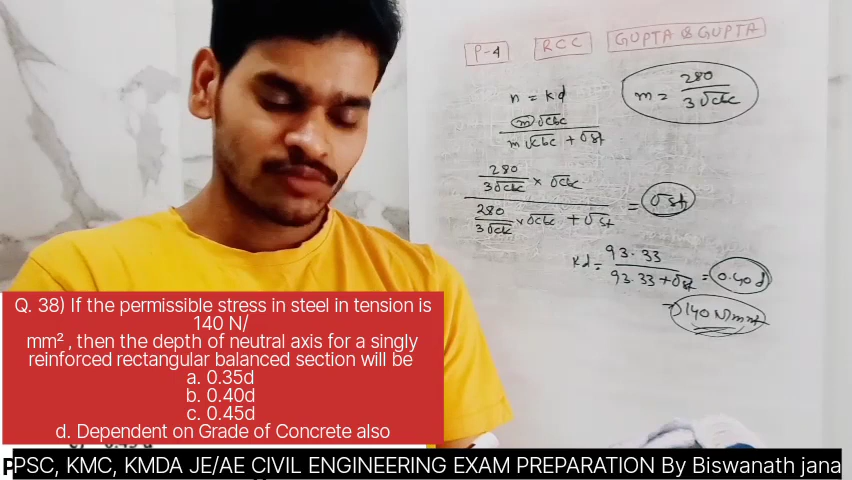 P-4 RCC GUPTA & GUPTA
n = kd
m = 280 / 3σcbc
mσcbc / mσcbc + σst
280 / 3σcbc × σcbc
280 / 3σcbc × σcbc + σst = σst
kd = 93.33 / 93.33 + σst = 0.40d
→ 140 N/mm²
Q. 38) If the permissible stress in steel in tension is
140 N/
mm² , then the depth of neutral axis for a singly
reinforced rectangular balanced section will be
a. 0.35d
b. 0.40d
c. 0.45d
d. Dependent on Grade of Concrete also
PSC, KMC, KMDA JE/AE CIVIL ENGINEERING EXAM PREPARATION By Biswanath jana